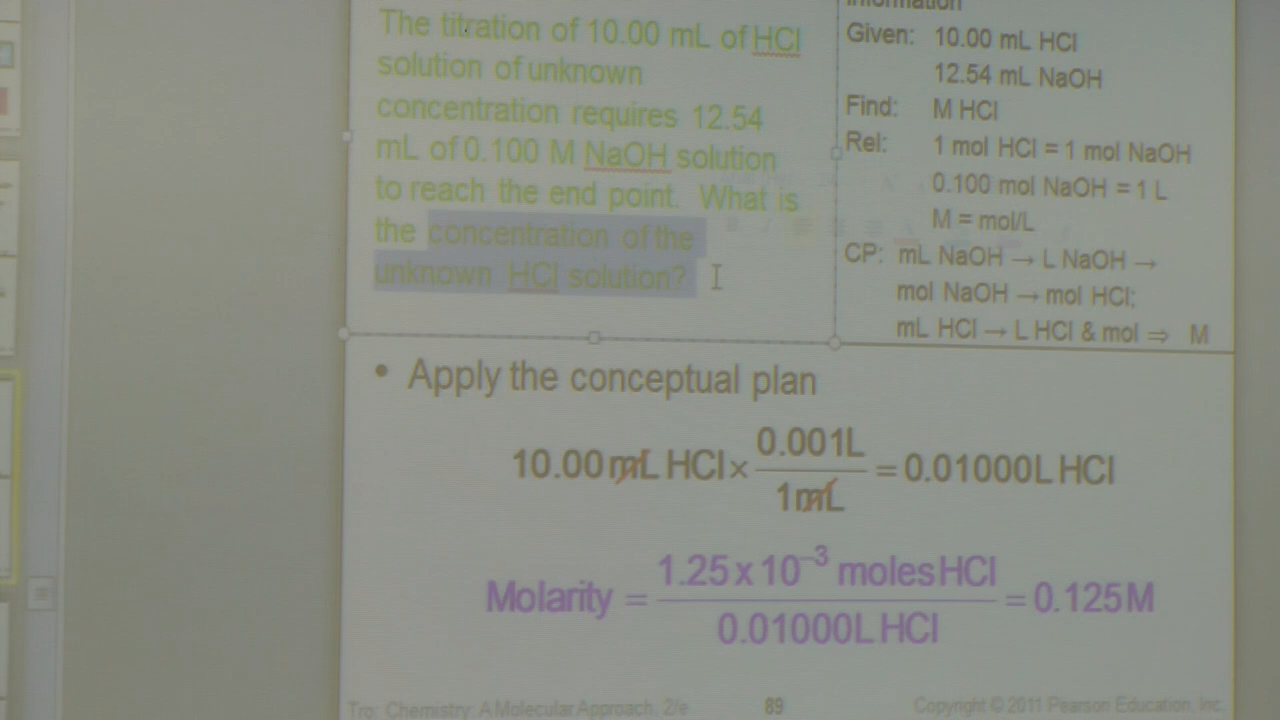 The titration of 10.00 mL of HCl
solution of unknown
concentration requires 12.54
mL of 0.100 M NaOH solution
to reach the end point. What is
the concentration of the
unknown HCl solution?
Information
Given: 10.00 mL HCl
12.54 mL NaOH
Find: M HCl
Rel: 1 mol HCl = 1 mol NaOH
0.100 mol NaOH = 1 L
M = mol/L
CP: mL NaOH → L NaOH →
mol NaOH → mol HCl;
mL HCl → L HCl & mol ⇒ M
• Apply the conceptual plan
10.00 mL HCl × 0.001L / 1 mL = 0.01000L HCl
Molarity = 1.25 x 10⁻³ moles HCl / 0.01000L HCl = 0.125 M
Tro: Chemistry: A Molecular Approach, 2/e
89
Copyright © 2011 Pearson Education, Inc.